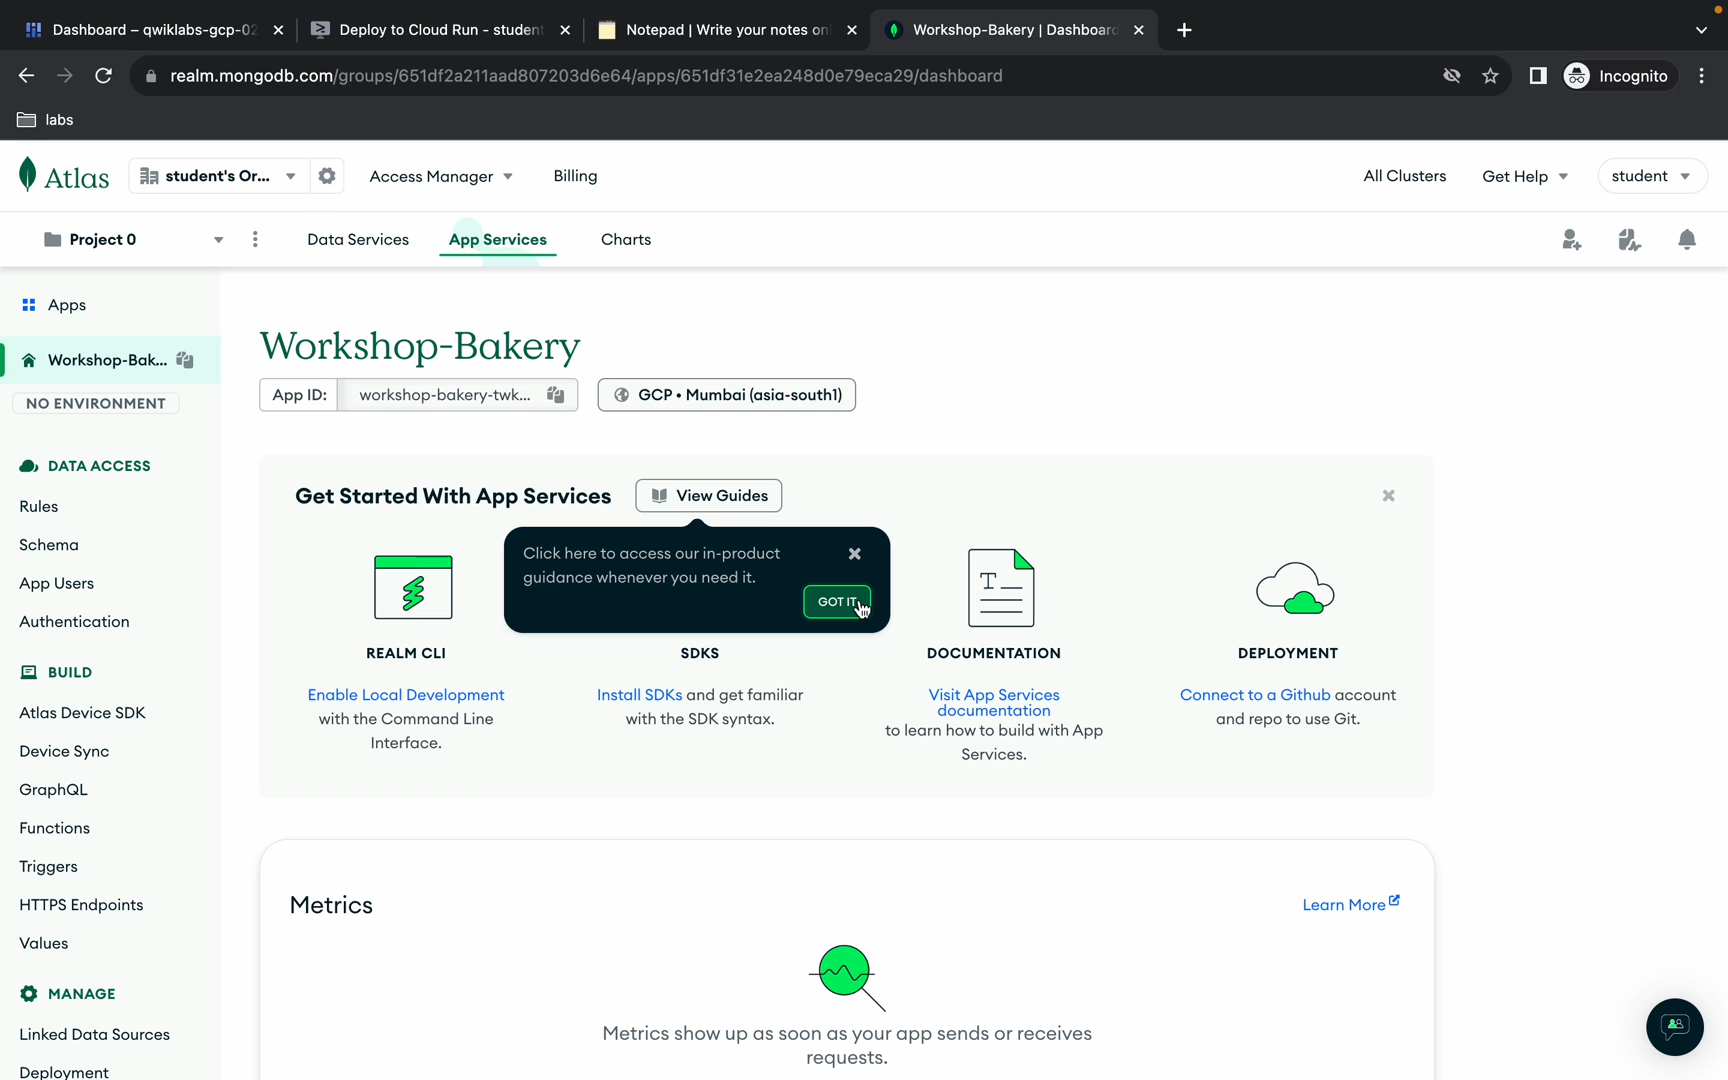 Dashboard – qwiklabs-gcp-02
Deploy to Cloud Run - student
Notepad | Write your notes onl
Workshop-Bakery | Dashboard
realm.mongodb.com/groups/651df2a211aad807203d6e64/apps/651df31e2ea248d0e79eca29/dashboard
Incognito
labs
Atlas
student's Or...
Access Manager
Billing
All Clusters
Get Help
student
Project 0
Data Services
App Services
Charts
Apps
Workshop-Bak...
NO ENVIRONMENT
DATA ACCESS
Rules
Schema
App Users
Authentication
BUILD
Atlas Device SDK
Device Sync
GraphQL
Functions
Triggers
HTTPS Endpoints
Values
MANAGE
Linked Data Sources
Deployment
Workshop-Bakery
App ID:
workshop-bakery-twk...
GCP • Mumbai (asia-south1)
Get Started With App Services
View Guides
Click here to access our in-product
guidance whenever you need it.
GOT IT
REALM CLI
Enable Local Development
with the Command Line
Interface.
SDKS
Install SDKs and get familiar
with the SDK syntax.
DOCUMENTATION
Visit App Services
documentation
to learn how to build with App
Services.
DEPLOYMENT
Connect to a Github account
and repo to use Git.
Metrics
Learn More
Metrics show up as soon as your app sends or receives
requests.